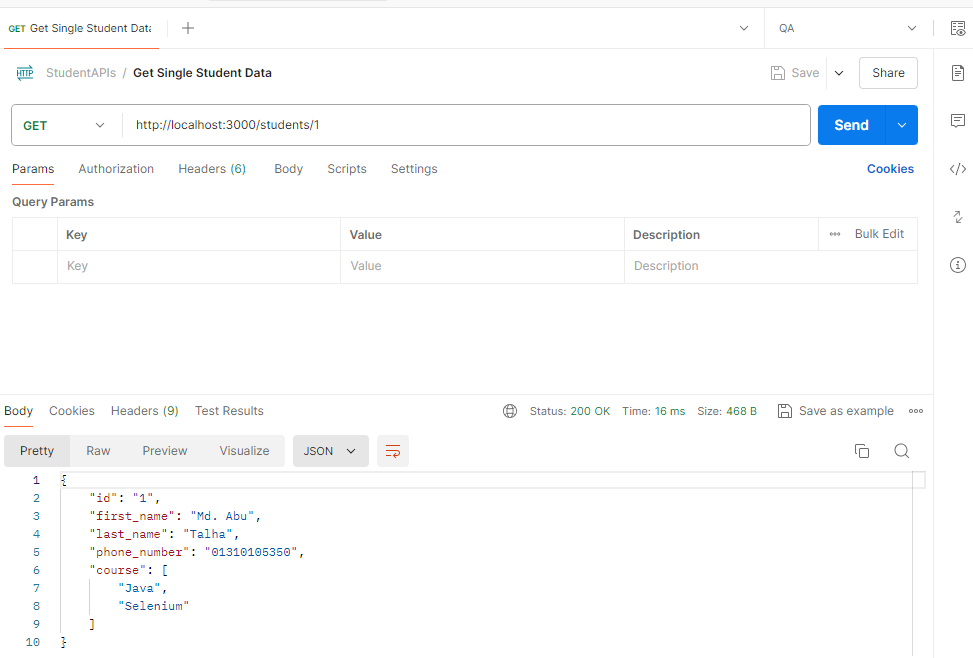 GET Get Single Student Data
QA
HTTP StudentAPIs / Get Single Student Data
Save
Share
GET http://localhost:3000/students/1
Send
Params Authorization Headers (6) Body Scripts Settings Cookies
Query Params
Key Value Description Bulk Edit
Key Value Description
Body Cookies Headers (9) Test Results Status: 200 OK Time: 16 ms Size: 468 B Save as example
Pretty Raw Preview Visualize JSON
1 {
2 "id": "1",
3 "first_name": "Md. Abu",
4 "last_name": "Talha",
5 "phone_number": "01310105350",
6 "course": [
7 "Java",
8 "Selenium"
9 ]
10 }